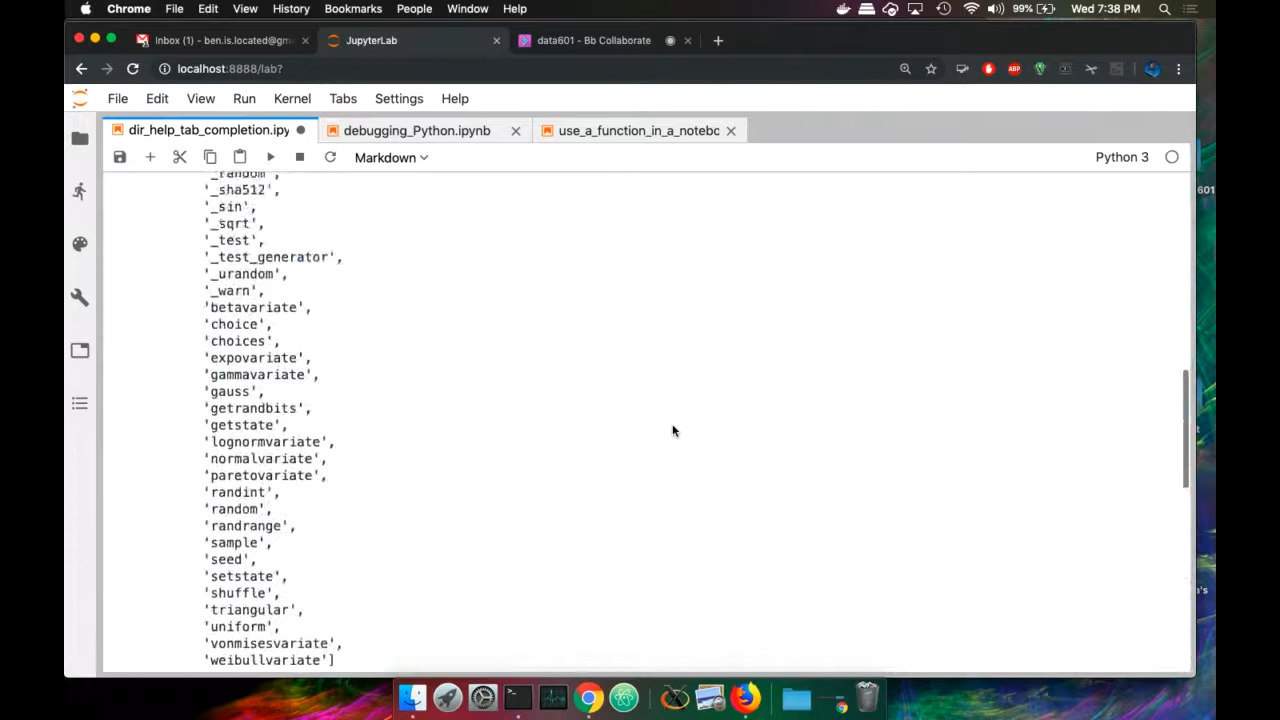 Chrome File Edit View History Bookmarks People Window Help 99% Wed 7:38 PM
Inbox (1) - ben.is.located@gm JupyterLab data601 - Bb Collaborate
localhost:8888/lab?
File Edit View Run Kernel Tabs Settings Help
dir_help_tab_completion.ipy debugging_Python.ipynb use_a_function_in_a_notebo
Markdown Python 3
'_random',
'_sha512',
'_sin',
'_sqrt',
'_test',
'_test_generator',
'_urandom',
'_warn',
'betavariate',
'choice',
'choices',
'expovariate',
'gammavariate',
'gauss',
'getrandbits',
'getstate',
'lognormvariate',
'normalvariate',
'paretovariate',
'randint',
'random',
'randrange',
'sample',
'seed',
'setstate',
'shuffle',
'triangular',
'uniform',
'vonmisesvariate',
'weibullvariate']
601
ABP